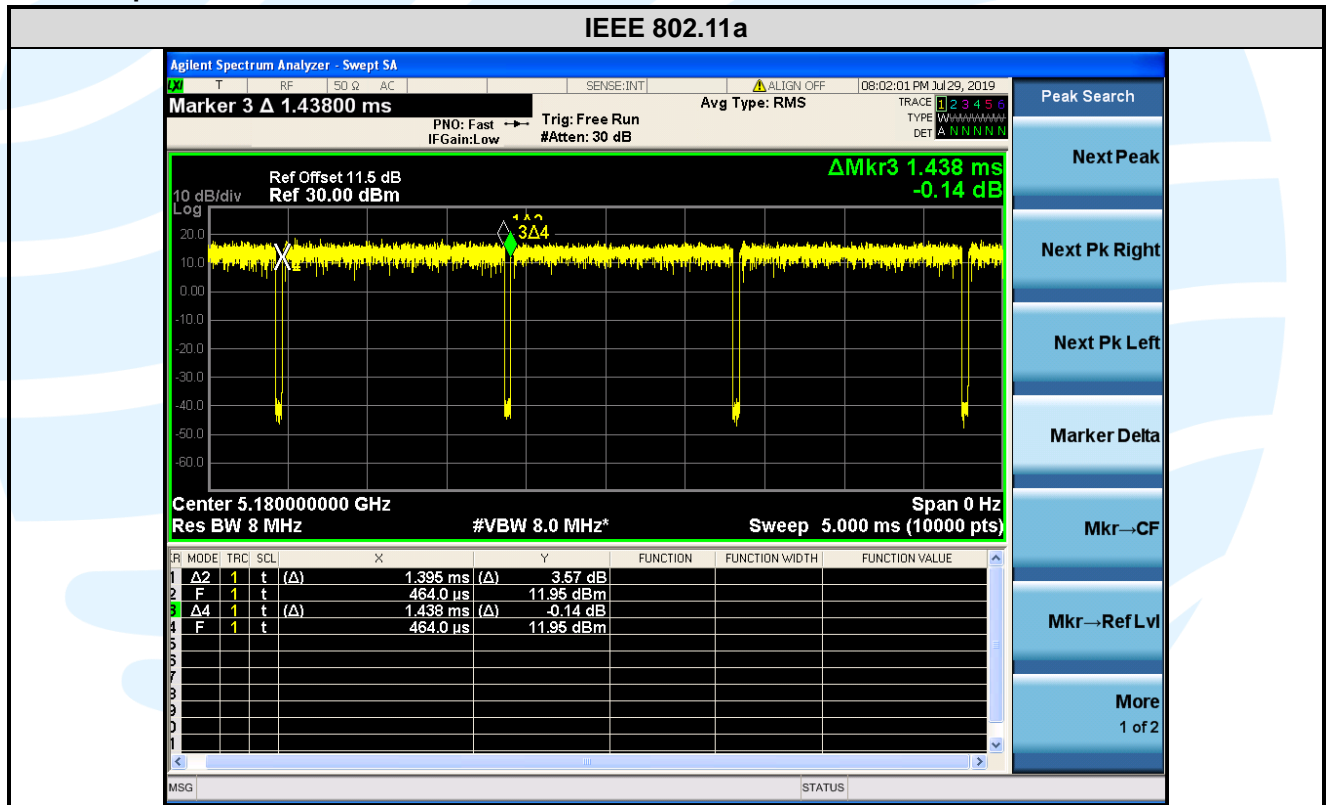 IEEE 802.11a
Agilent Spectrum Analyzer - Swept SA
LXI T RF 50 Ω AC SENSE:INT ALIGN OFF 08:02:01 PM Jul 29, 2019
Marker 3 Δ 1.43800 ms
PNO: Fast
IFGain:Low
Trig: Free Run
#Atten: 30 dB
Avg Type: RMS
TRACE 1 2 3 4 5 6
TYPE WWWWWW
DET A N N N N N
Peak Search
Next Peak
Next Pk Right
Next Pk Left
Marker Delta
Mkr→CF
Mkr→Ref Lvl
More
1 of 2
ΔMkr3 1.438 ms
-0.14 dB
Ref Offset 11.5 dB
10 dB/div Ref 30.00 dBm
Log
20.0
10.0
0.00
-10.0
-20.0
-30.0
-40.0
-50.0
-60.0
3Δ4
Center 5.180000000 GHz Span 0 Hz
Res BW 8 MHz #VBW 8.0 MHz* Sweep 5.000 ms (10000 pts)
MODE TRC SCL X Y FUNCTION FUNCTION WIDTH FUNCTION VALUE
1 Δ2 1 t (Δ) 1.395 ms (Δ) 3.57 dB
2 F 1 t 464.0 µs 11.95 dBm
3 Δ4 1 t (Δ) 1.438 ms (Δ) -0.14 dB
4 F 1 t 464.0 µs 11.95 dBm
5
6
7
8
9
0
1
MSG STATUS